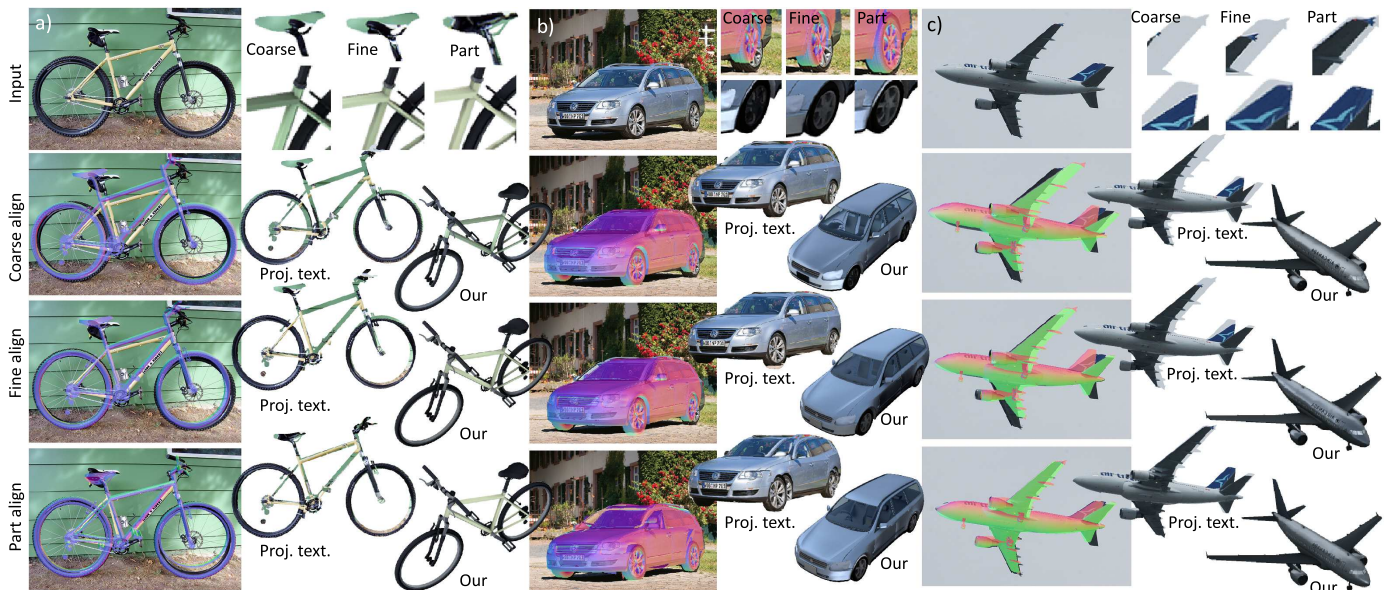 a)
b)
c)
Coarse Fine Part
Coarse Fine Part
Coarse Fine Part
Input
Coarse align
Proj. text.
Our
Proj. text.
Our
Proj. text.
Our
Fine align
Proj. text.
Our
Proj. text.
Our
Proj. text.
Our
Part align
Proj. text.
Our
Proj. text.
Our
Proj. text.
Our